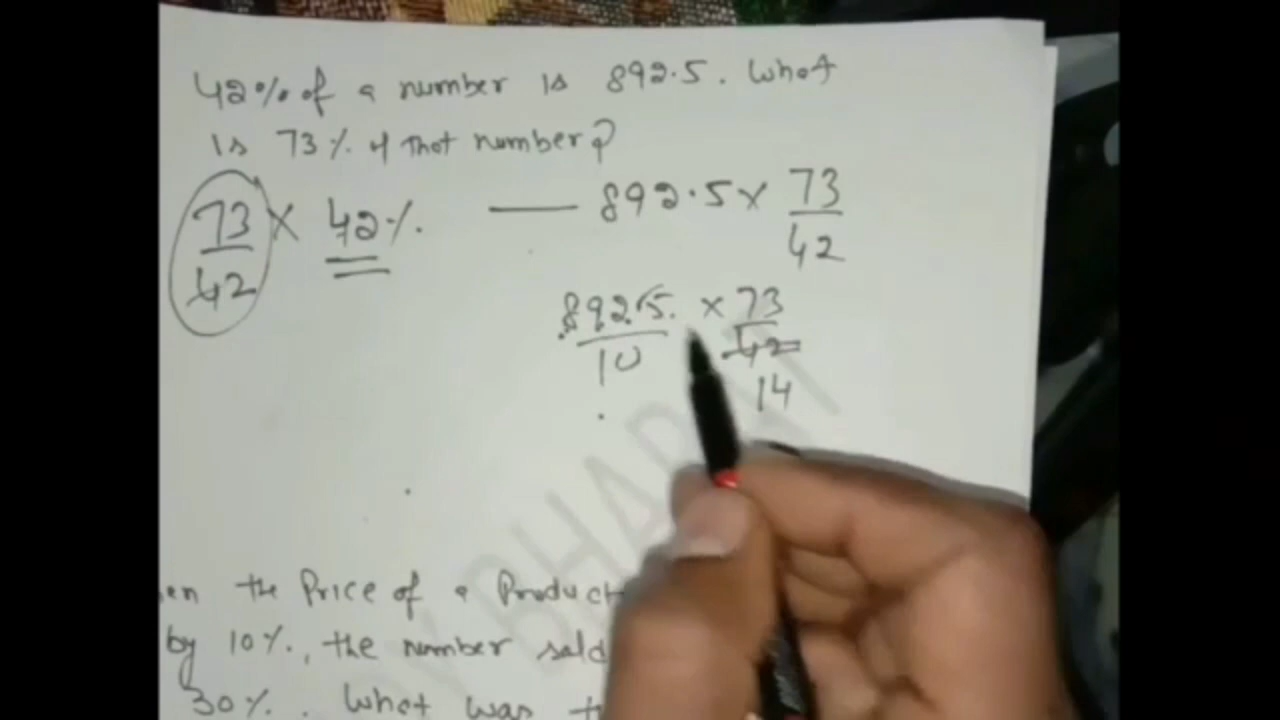 42% of a number is 892.5. What
is 73% of that number?
73/42 × 42% — 892.5 × 73/42
8925/10 × 73/42
14
the Price of a Product
by 10%, the number sold
30%. What was
BHARAT